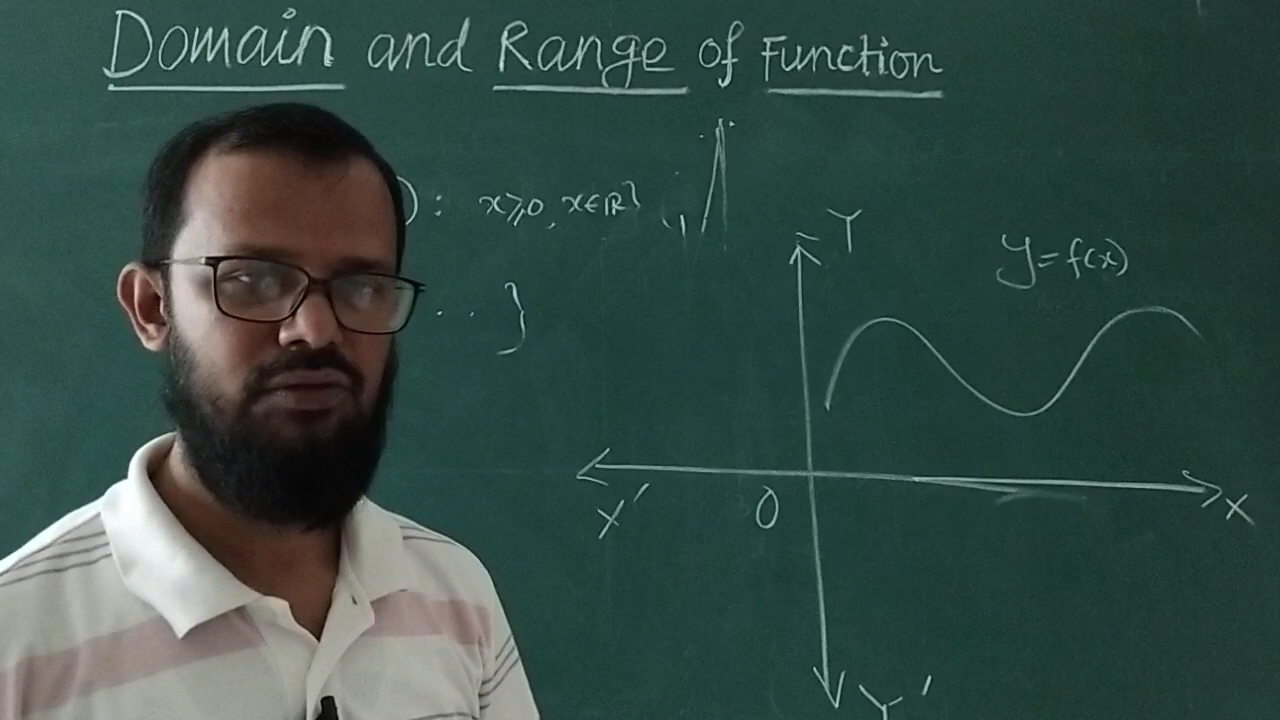 Domain and Range of Function
) : x⩾0, x∈ℝ}
. . }
Y
y=f(x)
X' O X
Y'